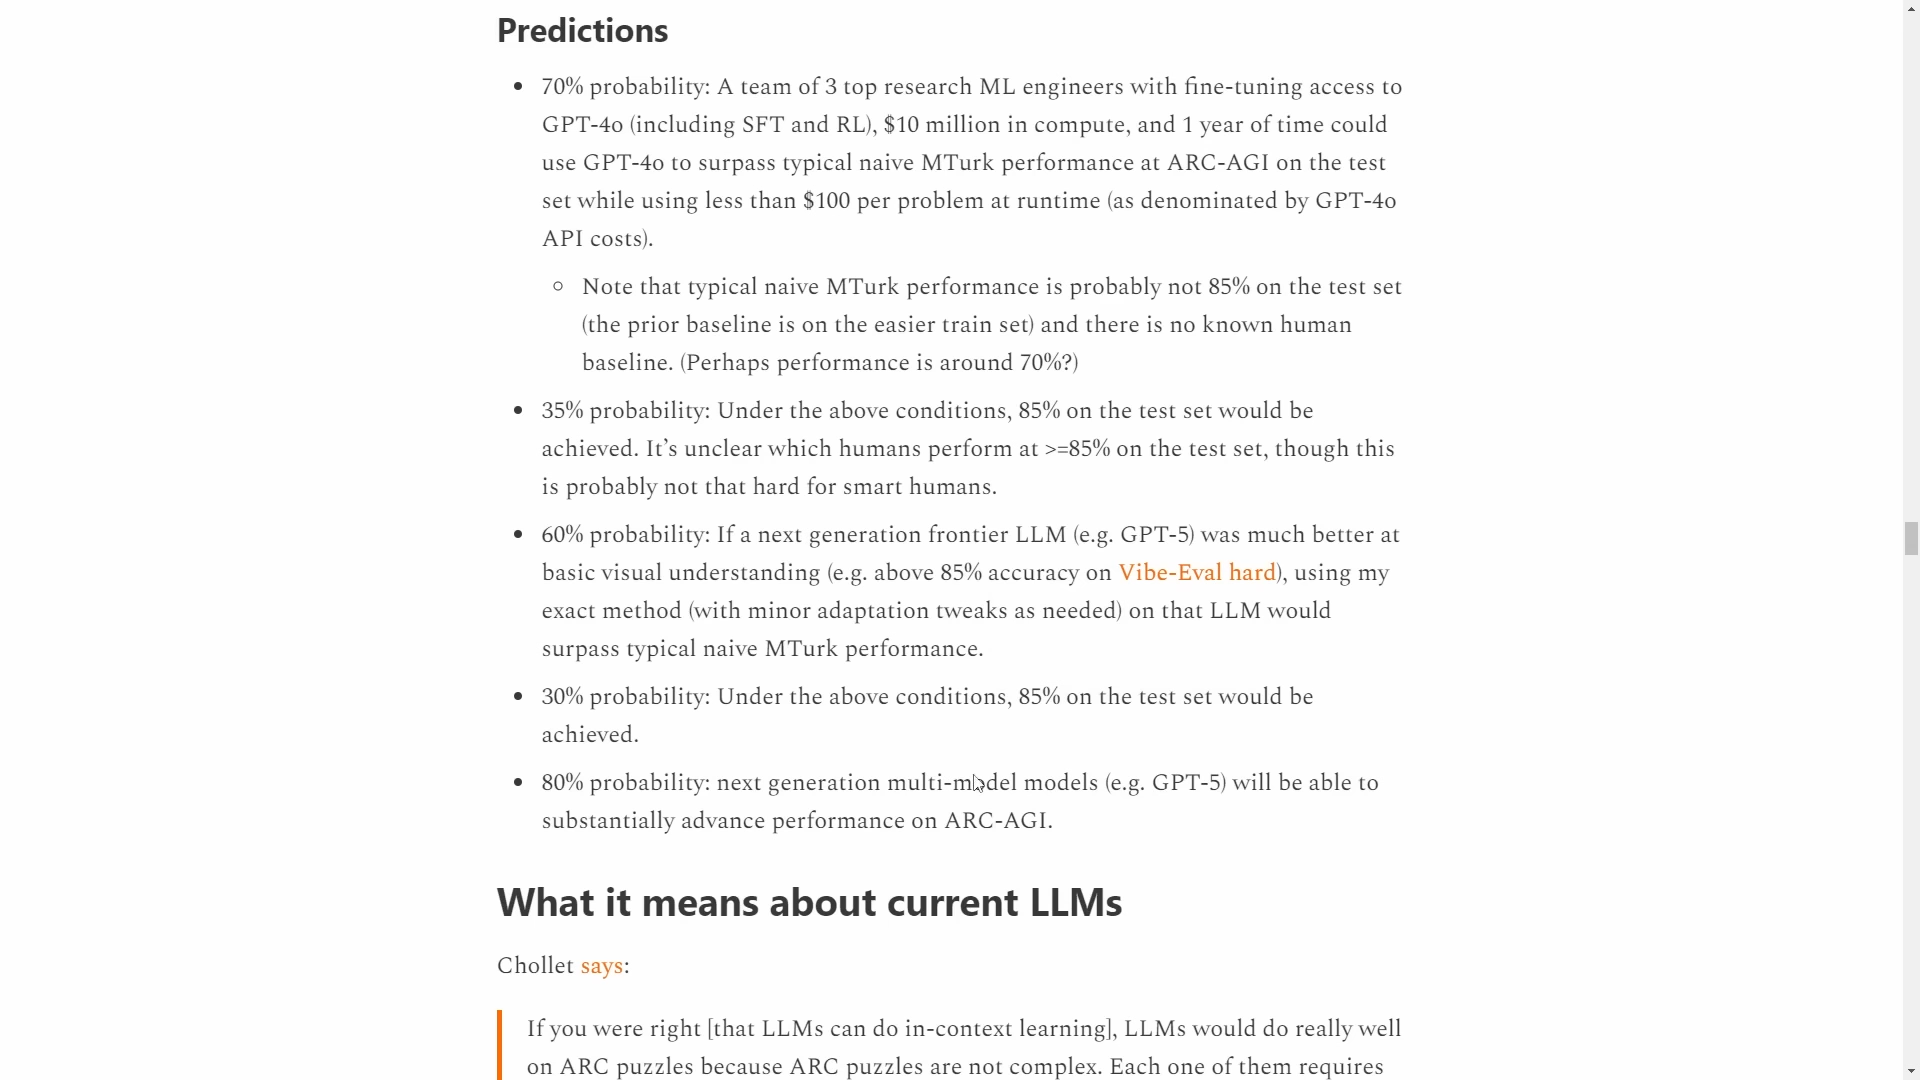 Predictions
• 70% probability: A team of 3 top research ML engineers with fine-tuning access to
GPT-4o (including SFT and RL), $10 million in compute, and 1 year of time could
use GPT-4o to surpass typical naive MTurk performance at ARC-AGI on the test
set while using less than $100 per problem at runtime (as denominated by GPT-4o
API costs).
◦ Note that typical naive MTurk performance is probably not 85% on the test set
(the prior baseline is on the easier train set) and there is no known human
baseline. (Perhaps performance is around 70%?)
• 35% probability: Under the above conditions, 85% on the test set would be
achieved. It’s unclear which humans perform at >=85% on the test set, though this
is probably not that hard for smart humans.
• 60% probability: If a next generation frontier LLM (e.g. GPT-5) was much better at
basic visual understanding (e.g. above 85% accuracy on Vibe-Eval hard), using my
exact method (with minor adaptation tweaks as needed) on that LLM would
surpass typical naive MTurk performance.
• 30% probability: Under the above conditions, 85% on the test set would be
achieved.
• 80% probability: next generation multi-model models (e.g. GPT-5) will be able to
substantially advance performance on ARC-AGI.
What it means about current LLMs
Chollet says:
If you were right [that LLMs can do in-context learning], LLMs would do really well
on ARC puzzles because ARC puzzles are not complex. Each one of them requires